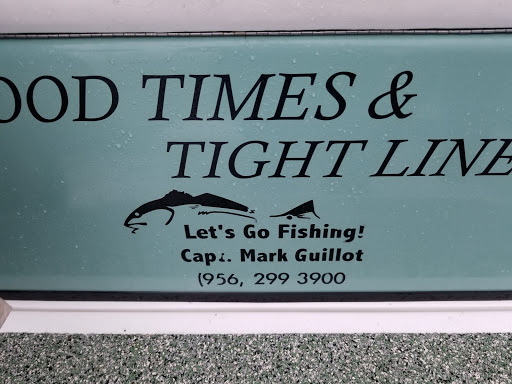 OOD TIMES &
TIGHT LINE
Let's Go Fishing!
Capt. Mark Guillot
(956, 299 3900